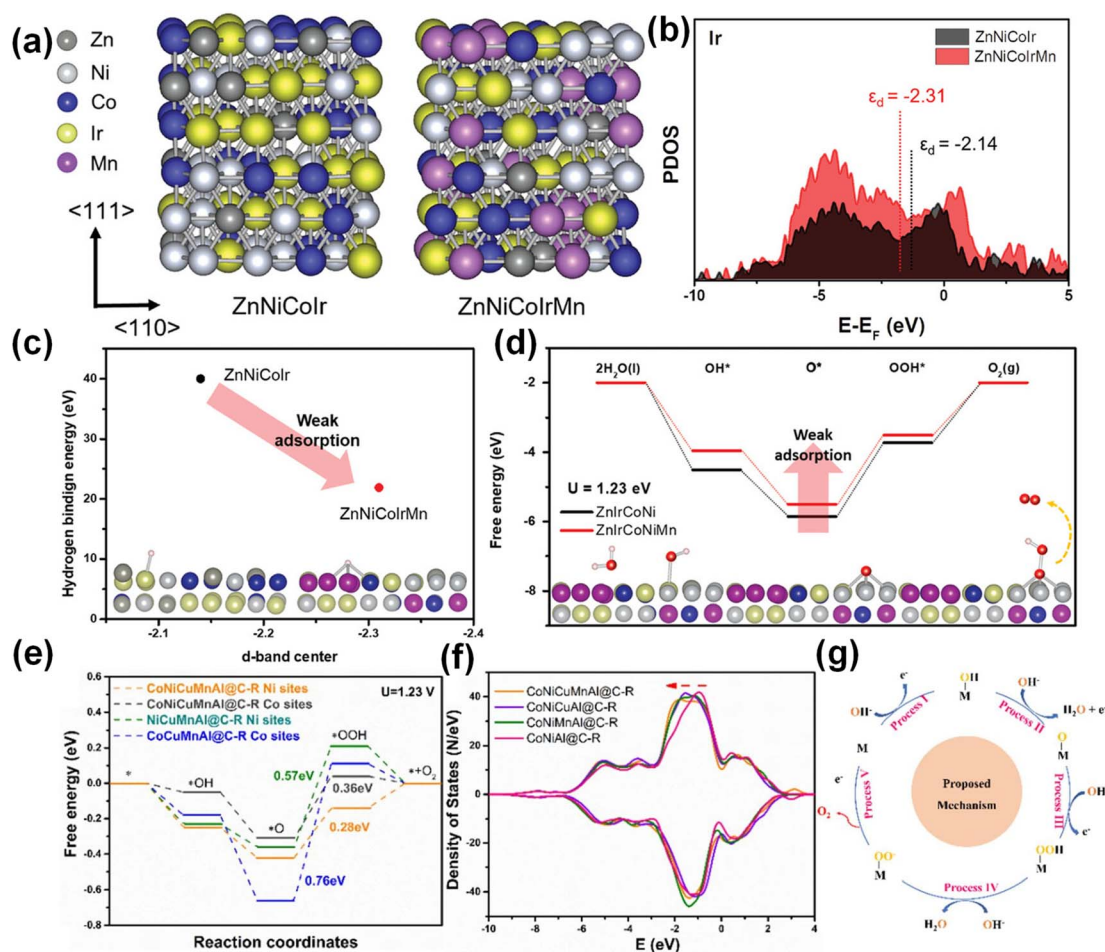 (a)
Zn
Ni
Co
Ir
Mn
<111>
<110>
ZnNiCoIr
ZnNiCoIrMn
(b)
Ir
ZnNiCoIr
ZnNiCoIrMn
εd = -2.31
εd = -2.14
PDOS
-10
-5
0
5
E-EF (eV)
(c)
Hydrogen bindign energy (eV)
40
30
20
10
0
ZnNiCoIr
Weak
adsorption
ZnNiCoIrMn
-2.1
-2.2
-2.3
-2.4
d-band center
(d)
Free energy (eV)
-2
-4
-6
-8
2H2O(l)
OH*
O*
OOH*
O2(g)
Weak
adsorption
U = 1.23 eV
ZnIrCoNi
ZnIrCoNiMn
(e)
Free energy (eV)
0.8
0.6
0.4
0.2
0.0
-0.2
-0.4
-0.6
-0.8
CoNiCuMnAl@C-R Ni sites
CoNiCuMnAl@C-R Co sites
NiCuMnAl@C-R Ni sites
CoCuMnAl@C-R Co sites
U=1.23 V
*
*OH
*O
*OOH
*+O2
0.57eV
0.36eV
0.28eV
0.76eV
Reaction coordinates
(f)
Density of States (N/eV)
40
20
0
20
40
CoNiCuMnAl@C-R
CoNiCuAl@C-R
CoNiMnAl@C-R
CoNiAl@C-R
-10
-8
-6
-4
-2
0
2
4
E (eV)
(g)
e-
OH-
Process I
OH
M
OH-
Process II
H2O + e-
O
M
Process III
OH-
e-
OOH
M
Process IV
H2O
OH-
OO-
M
Process V
O2
e-
M
Proposed
Mechanism